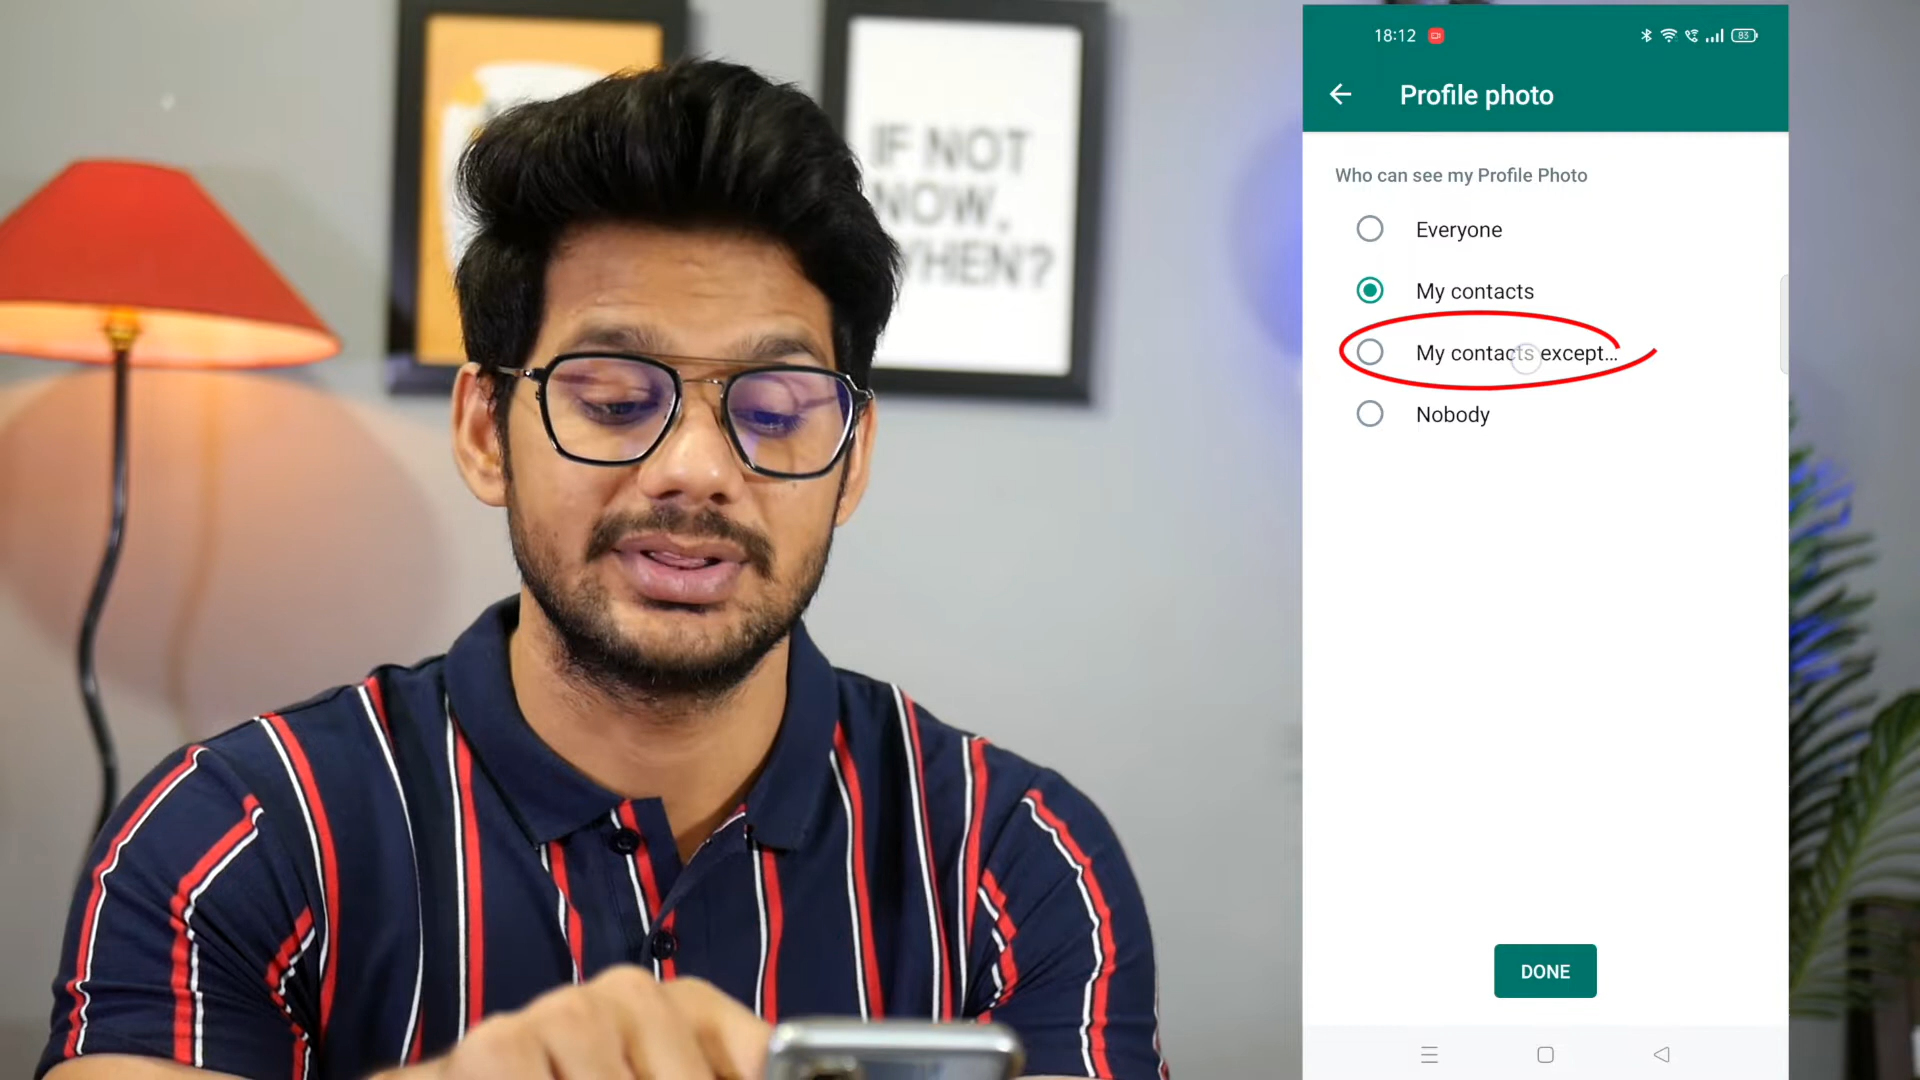 IF NOT
NOW,
WHEN?
18:12
83
Profile photo
Who can see my Profile Photo
Everyone
My contacts
My contacts except...
Nobody
DONE